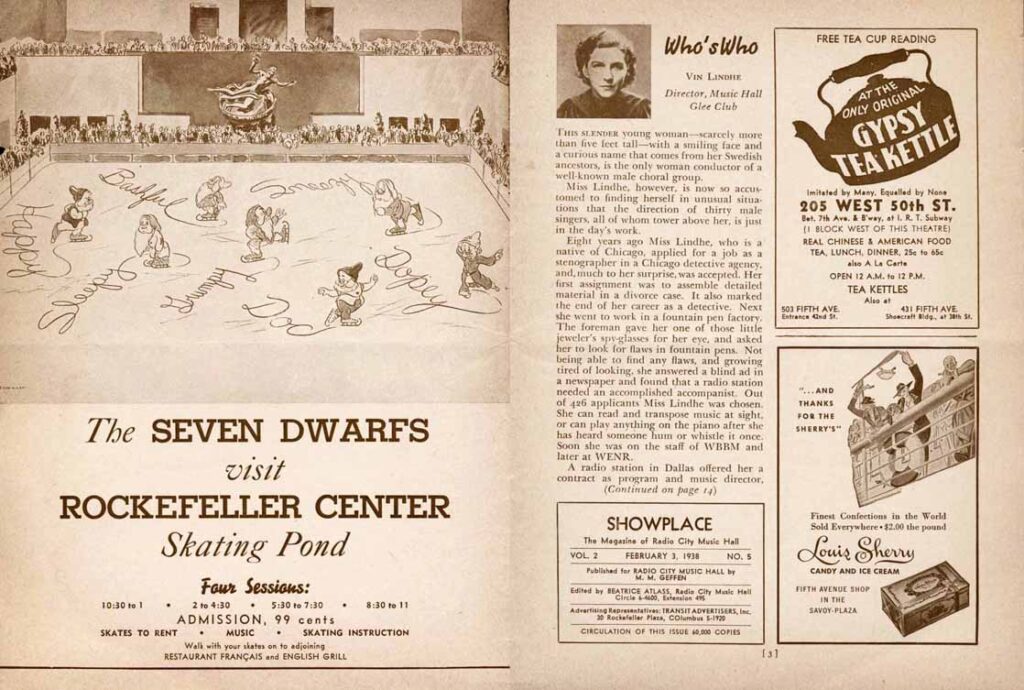 Bashful
Sneezy
Happy
Sleepy
Grumpy
Doc
Dopey
The SEVEN DWARFS
visit
ROCKEFELLER CENTER
Skating Pond
Four Sessions:
10:30 to 1 • 2 to 4:30 • 5:30 to 7:30 • 8:30 to 11
ADMISSION, 99 cents
SKATES TO RENT • MUSIC • SKATING INSTRUCTION
Walk with your skates on to adjoining
RESTAURANT FRANÇAIS and ENGLISH GRILL
Who's Who
VIN LINDHE
Director, Music Hall
Glee Club
THIS SLENDER young woman—scarcely more
than five feet tall—with a smiling face and
a curious name that comes from her Swedish
ancestors, is the only woman conductor of a
well-known male choral group.
Miss Lindhe, however, is now so accus-
tomed to finding herself in unusual situa-
tions that the direction of thirty male
singers, all of whom tower above her, is just
in the day's work.
Eight years ago Miss Lindhe, who is a
native of Chicago, applied for a job as a
stenographer in a Chicago detective agency,
and, much to her surprise, was accepted. Her
first assignment was to assemble detailed
material in a divorce case. It also marked
the end of her career as a detective. Next
she went to work in a fountain pen factory.
The foreman gave her one of those little
jeweler's spy-glasses for her eye, and asked
her to look for flaws in fountain pens. Not
being able to find any flaws, and growing
tired of looking, she answered a blind ad in
a newspaper and found that a radio station
needed an accomplished accompanist. Out
of 426 applicants Miss Lindhe was chosen.
She can read and transpose music at sight,
or can play anything on the piano after she
has heard someone hum or whistle it once.
Soon she was on the staff of WBBM and
later at WENR.
A radio station in Dallas offered her a
contract as program and music director,
(Continued on page 14)
SHOWPLACE
The Magazine of Radio City Music Hall
VOL. 2 FEBRUARY 3, 1938 NO. 5
Published for RADIO CITY MUSIC HALL by
M. M. GEFFEN
Edited by BEATRICE ATLASS, Radio City Music Hall
Circle 6-4600, Extension 495
Advertising Representatives: TRANSIT ADVERTISERS, Inc.
30 Rockefeller Plaza, COlumbus 5-1920
CIRCULATION OF THIS ISSUE 60,000 COPIES
FREE TEA CUP READING
AT THE
ONLY ORIGINAL
GYPSY
TEA KETTLE
Imitated by Many, Equalled by None
205 WEST 50th ST.
Bet. 7th Ave. & B'way, at I. R. T. Subway
(1 BLOCK WEST OF THIS THEATRE)
REAL CHINESE & AMERICAN FOOD
TEA, LUNCH, DINNER, 25c to 65c
also A La Carte
OPEN 12 A.M. to 12 P.M.
TEA KETTLES
Also at
503 FIFTH AVE. 431 FIFTH AVE.
Entrance 42nd St. Shoecraft Bldg., at 38th St.
"...AND
THANKS
FOR THE
SHERRY'S"
Finest Confections in the World
Sold Everywhere • $2.00 the pound
Louis Sherry
CANDY AND ICE CREAM
FIFTH AVENUE SHOP
IN THE
SAVOY-PLAZA
[3]